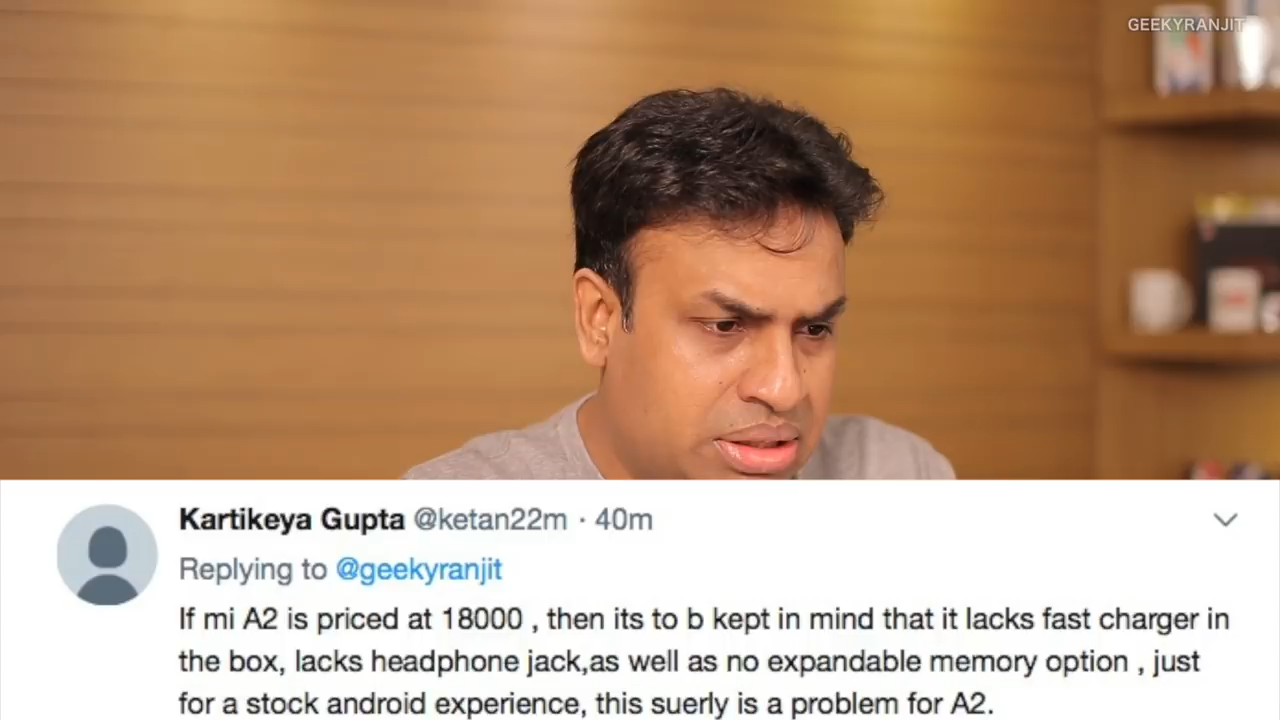 GEEKYRANJIT
Kartikeya Gupta @ketan22m · 40m
Replying to @geekyranjit
If mi A2 is priced at 18000 , then its to b kept in mind that it lacks fast charger in
the box, lacks headphone jack,as well as no expandable memory option , just
for a stock android experience, this suerly is a problem for A2.